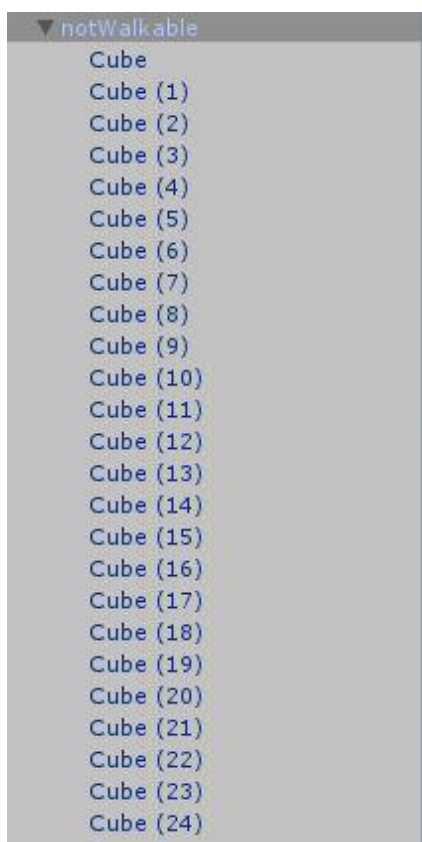 notWalkable
Cube
Cube (1)
Cube (2)
Cube (3)
Cube (4)
Cube (5)
Cube (6)
Cube (7)
Cube (8)
Cube (9)
Cube (10)
Cube (11)
Cube (12)
Cube (13)
Cube (14)
Cube (15)
Cube (16)
Cube (17)
Cube (18)
Cube (19)
Cube (20)
Cube (21)
Cube (22)
Cube (23)
Cube (24)